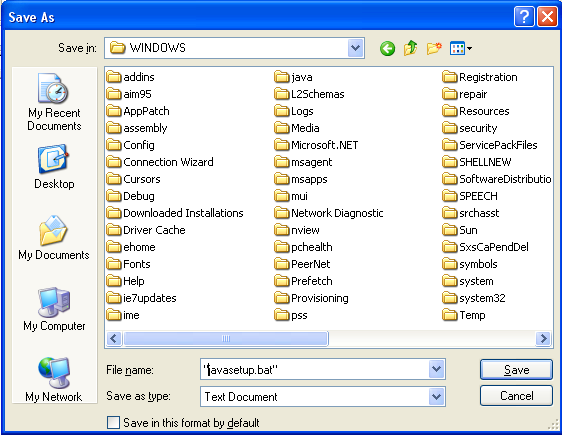 Save As
Save in:
WINDOWS
My Recent
Documents
Desktop
My Documents
My Computer
My Network
addins
aim95
AppPatch
assembly
Config
Connection Wizard
Cursors
Debug
Downloaded Installations
Driver Cache
ehome
Fonts
Help
ie7updates
ime
java
L2Schemas
Logs
Media
Microsoft.NET
msagent
msapps
mui
Network Diagnostic
nview
pchealth
PeerNet
Prefetch
Provisioning
pss
Registration
repair
Resources
security
ServicePackFiles
SHELLNEW
SoftwareDistributio
SPEECH
srchasst
Sun
SxsCaPendDel
symbols
system
system32
Temp
File name:
"javasetup.bat"
Save
Save as type:
Text Document
Cancel
Save in this format by default